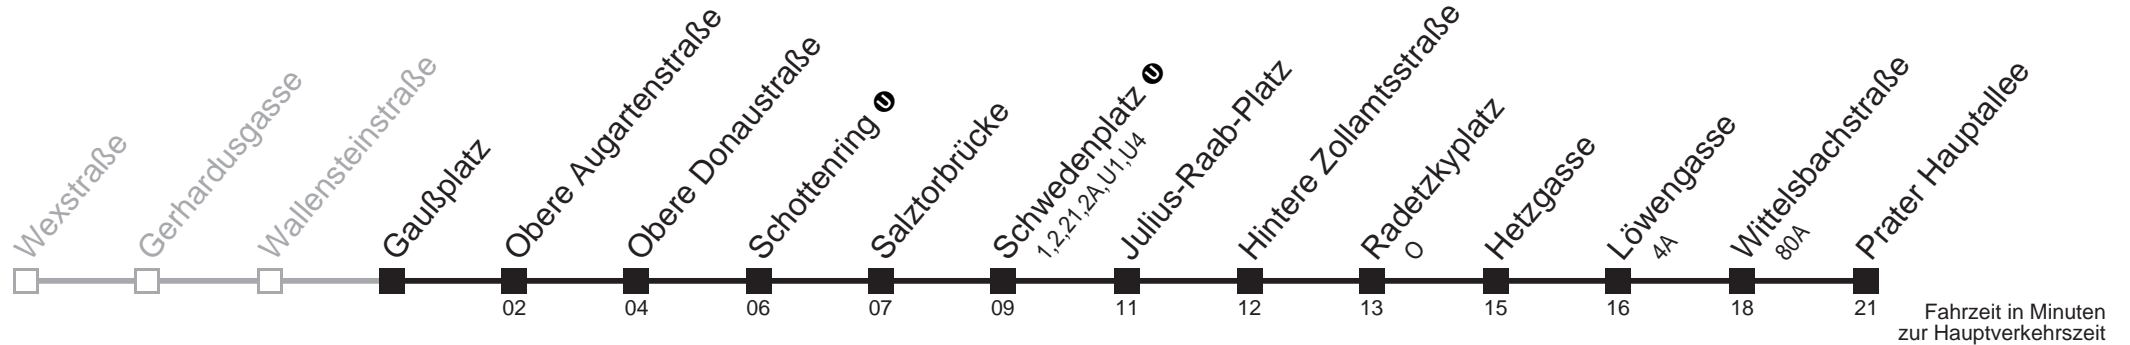 Wexstraße
Gerhardusgasse
Wallensteinstraße
Gaußplatz
Obere Augartenstraße
Obere Donaustraße
Schottenring U
Salztorbrücke
Schwedenplatz U
1,2,21,2A,U1,U4
Julius-Raab-Platz
Hintere Zollamtsstraße
Radetzkyplatz
O
Hetzgasse
Löwengasse
4A
Wittelsbachstraße
80A
Prater Hauptallee
02 04 06 07 09 11 12 13 15 16 18 21
Fahrzeit in Minuten
zur Hauptverkehrszeit